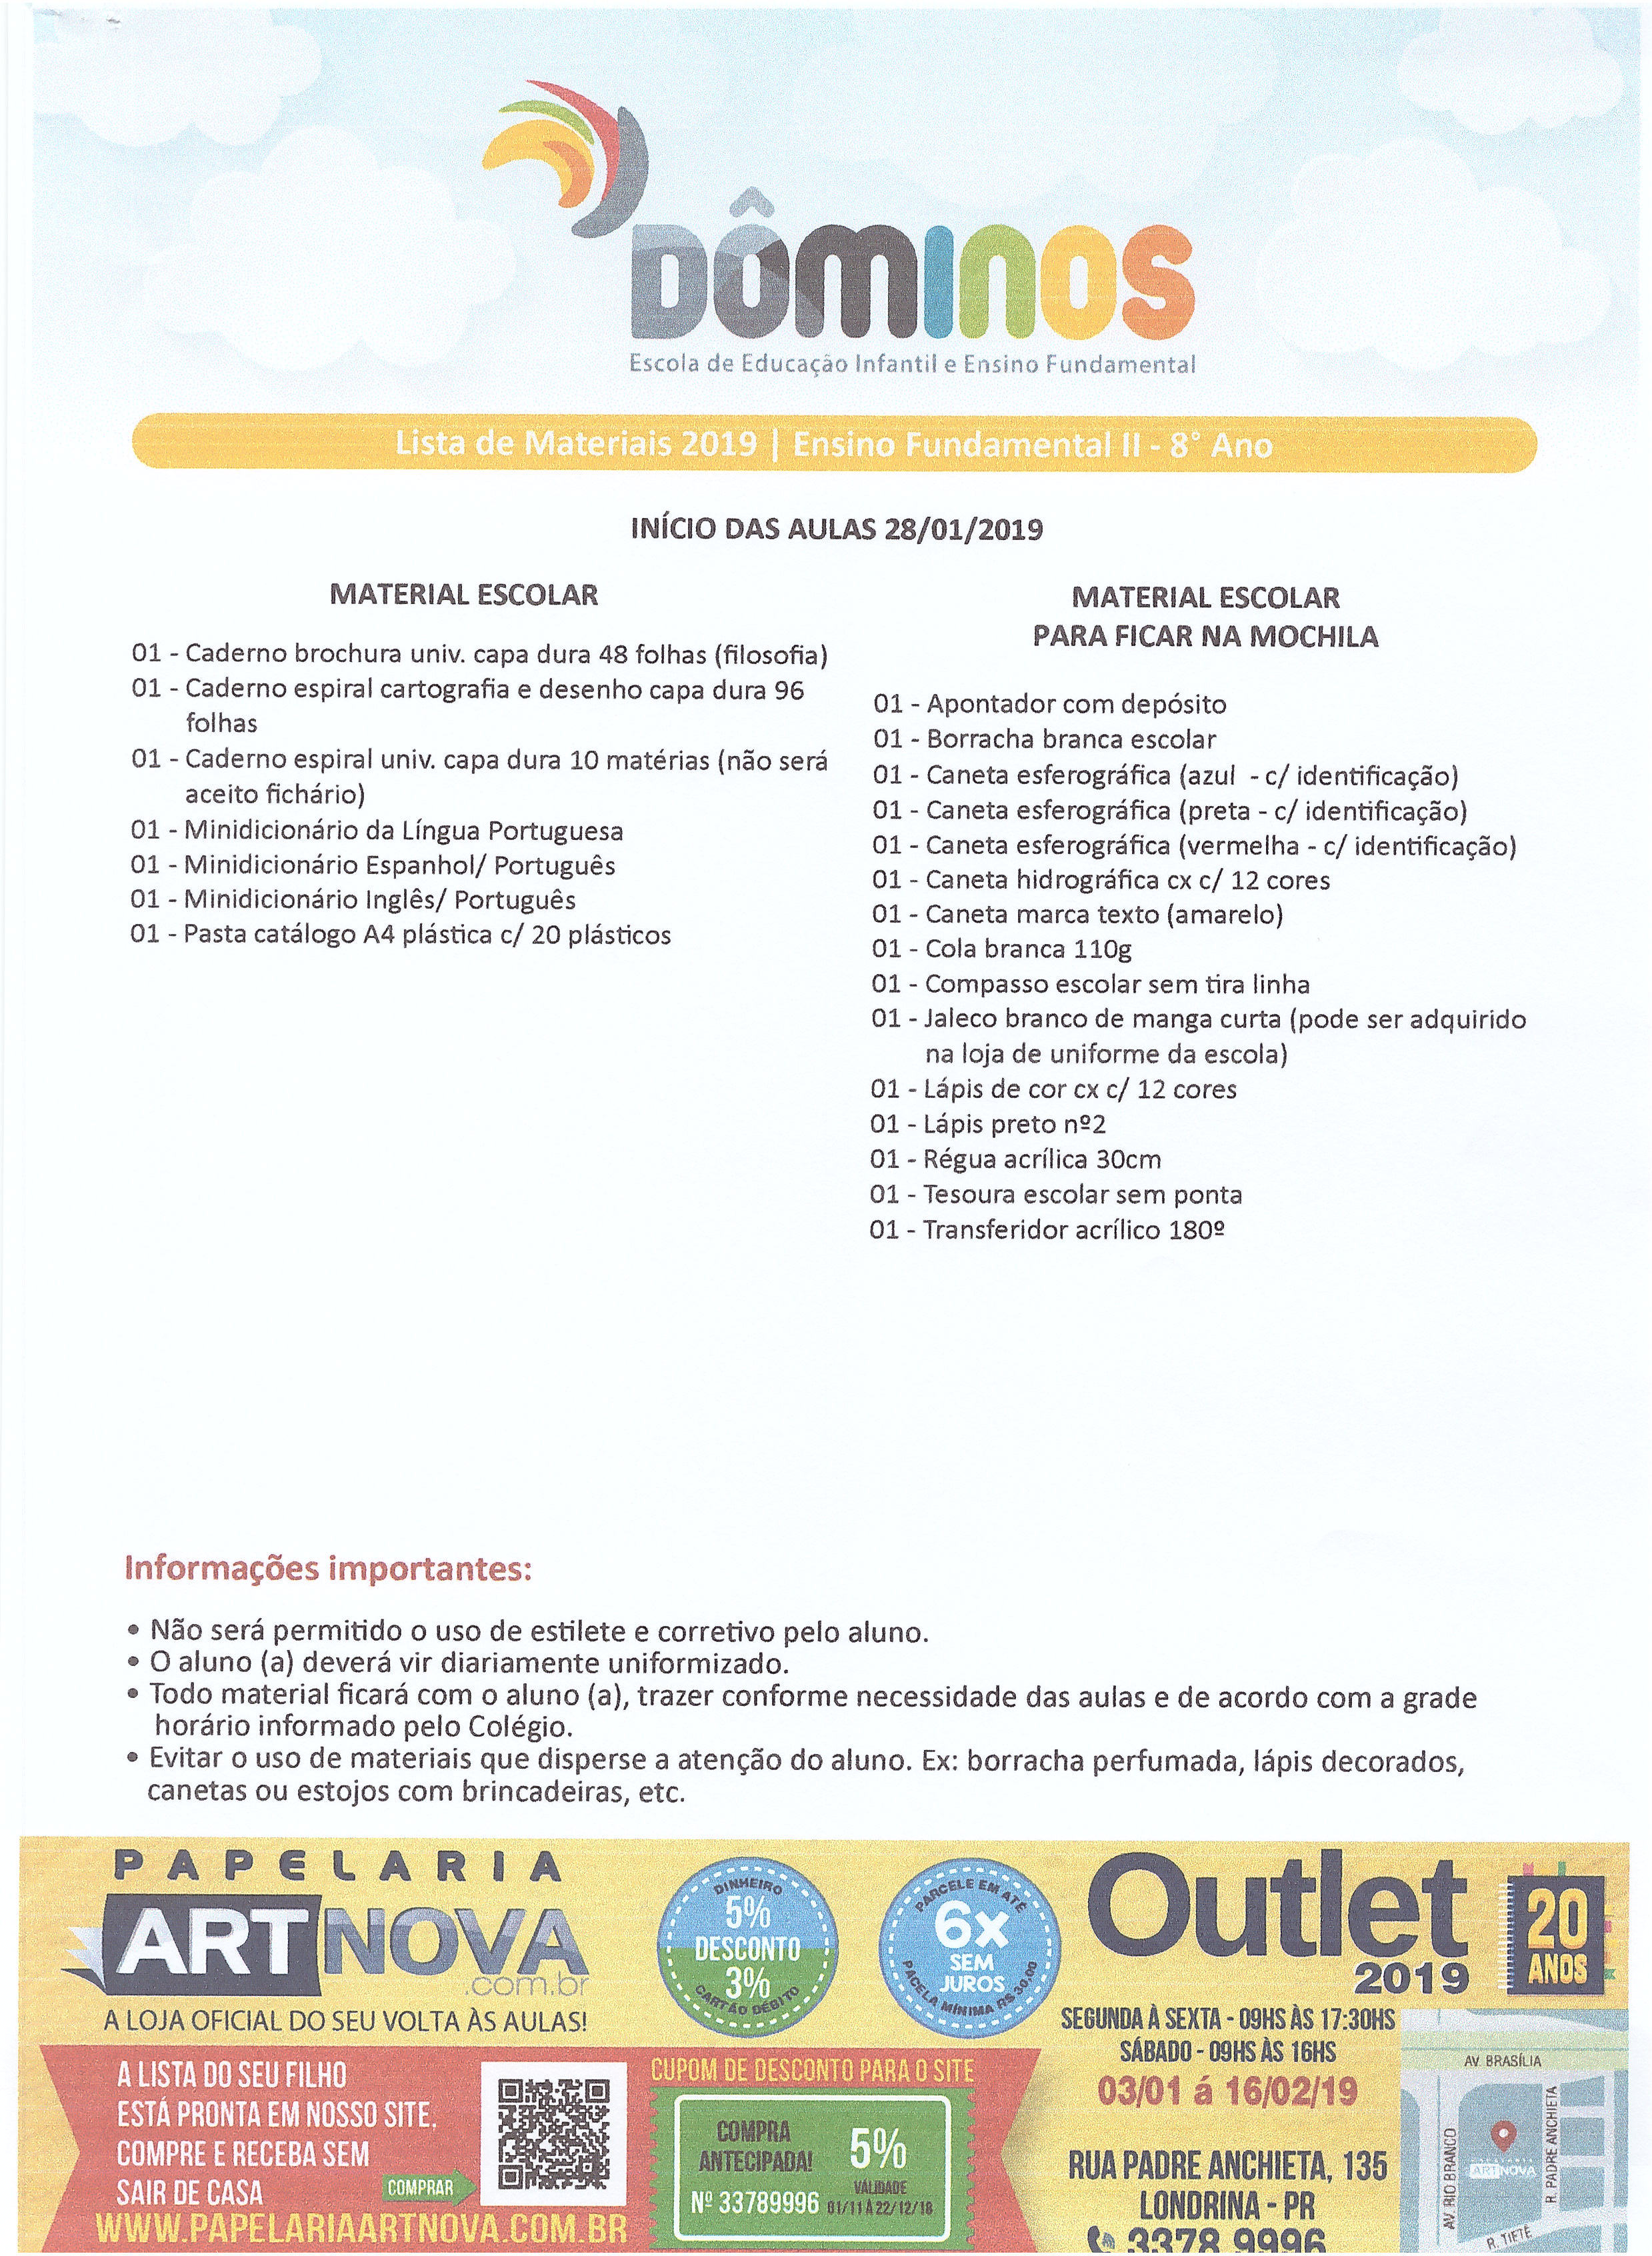 DÔMINOS
Escola de Educação Infantil e Ensino Fundamental
Lista de Materiais 2019 | Ensino Fundamental II - 8° Ano
INÍCIO DAS AULAS 28/01/2019
MATERIAL ESCOLAR
01 - Caderno brochura univ. capa dura 48 folhas (filosofia)
01 - Caderno espiral cartografia e desenho capa dura 96
folhas
01 - Caderno espiral univ. capa dura 10 matérias (não será
aceito fichário)
01 - Minidicionário da Língua Portuguesa
01 - Minidicionário Espanhol/ Português
01 - Minidicionário Inglês/ Português
01 - Pasta catálogo A4 plástica c/ 20 plásticos
MATERIAL ESCOLAR
PARA FICAR NA MOCHILA
01 - Apontador com depósito
01 - Borracha branca escolar
01 - Caneta esferográfica (azul - c/ identificação)
01 - Caneta esferográfica (preta - c/ identificação)
01 - Caneta esferográfica (vermelha - c/ identificação)
01 - Caneta hidrográfica cx c/ 12 cores
01 - Caneta marca texto (amarelo)
01 - Cola branca 110g
01 - Compasso escolar sem tira linha
01 - Jaleco branco de manga curta (pode ser adquirido
na loja de uniforme da escola)
01 - Lápis de cor cx c/ 12 cores
01 - Lápis preto nº2
01 - Régua acrílica 30cm
01 - Tesoura escolar sem ponta
01 - Transferidor acrílico 180º
Informações importantes:
• Não será permitido o uso de estilete e corretivo pelo aluno.
• O aluno (a) deverá vir diariamente uniformizado.
• Todo material ficará com o aluno (a), trazer conforme necessidade das aulas e de acordo com a grade
horário informado pelo Colégio.
• Evitar o uso de materiais que disperse a atenção do aluno. Ex: borracha perfumada, lápis decorados,
canetas ou estojos com brincadeiras, etc.
PAPELARIA
ARTNOVA
.com.br
A LOJA OFICIAL DO SEU VOLTA ÀS AULAS!
DINHEIRO
5%
DESCONTO
3%
CARTÃO DÉBITO
PARCELE EM ATÉ
6x
SEM
JUROS
PACELA MÍNIMA R$ 30,00
Outlet
2019
20
ANOS
SEGUNDA À SEXTA - 09HS ÀS 17:30HS
SÁBADO - 09HS ÀS 16HS
03/01 á 16/02/19
RUA PADRE ANCHIETA, 135
LONDRINA - PR
3378 9996
A LISTA DO SEU FILHO
ESTÁ PRONTA EM NOSSO SITE.
COMPRE E RECEBA SEM
SAIR DE CASA
COMPRAR
WWW.PAPELARIAARTNOVA.COM.BR
CUPOM DE DESCONTO PARA O SITE
COMPRA
ANTECIPADA!
5%
Nº 33789996
VALIDADE
01/11 À 22/12/18
AV. BRASÍLIA
AV. RIO BRANCO
R. PADRE ANCHIETA
PAPELARIA
ARTNOVA
R. TIETÊ